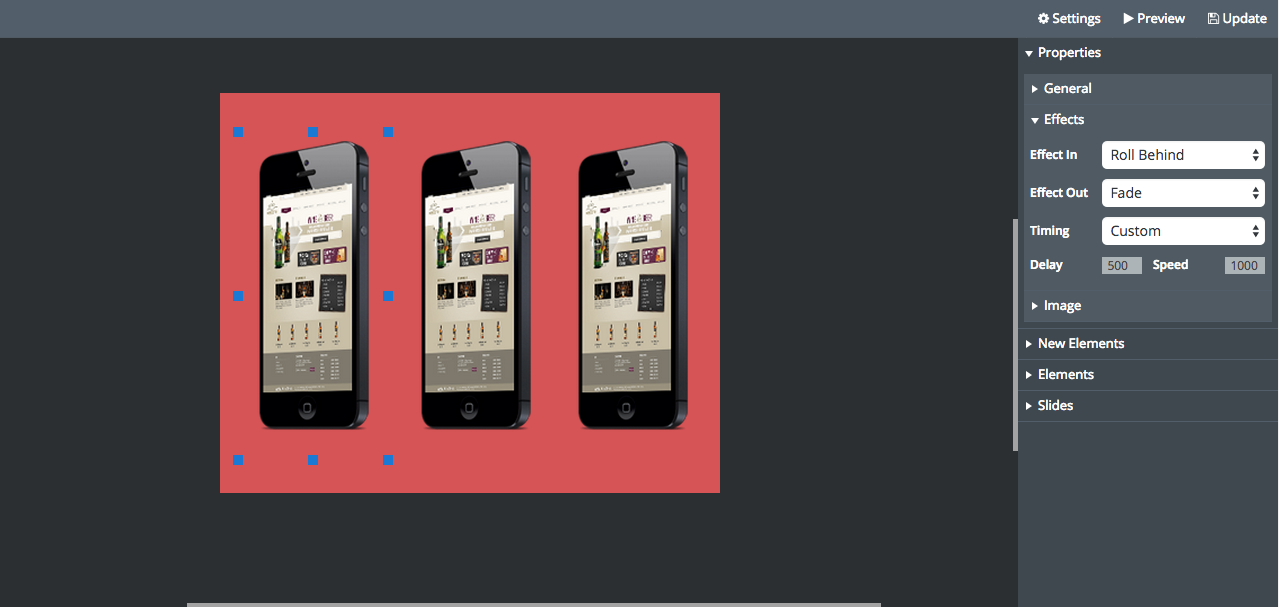 Settings Preview Update
Properties
General
Effects
Effect In Roll Behind
Effect Out Fade
Timing Custom
Delay 500 Speed 1000
Image
New Elements
Elements
Slides